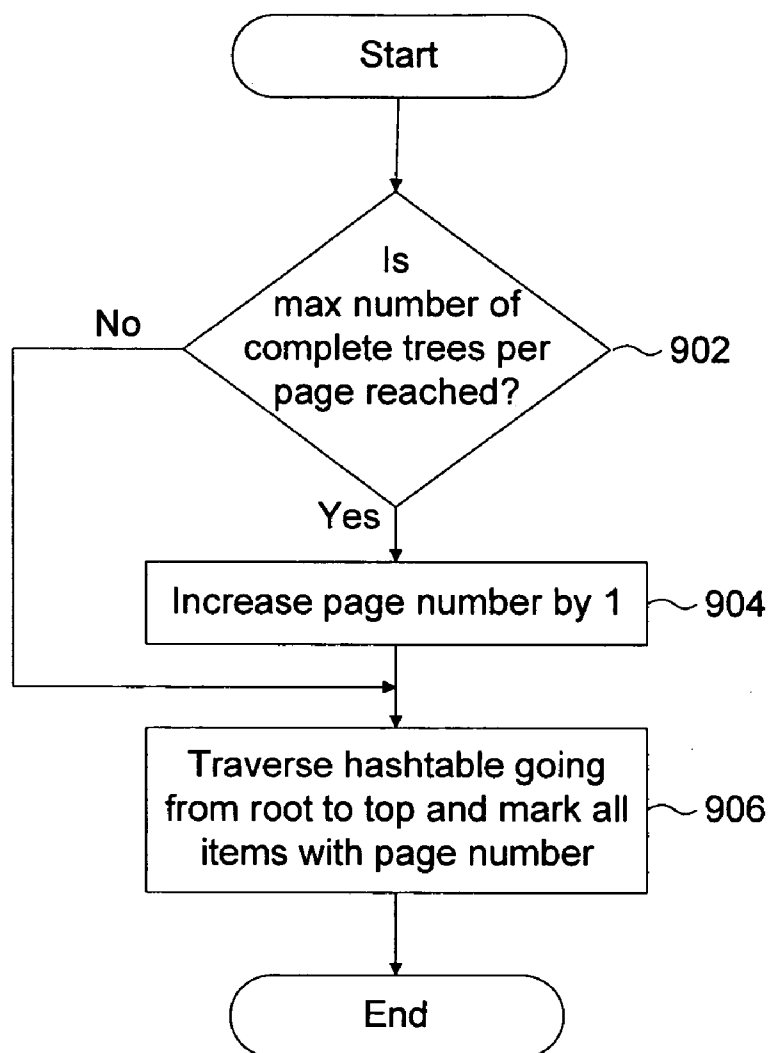 Start
Is
max number of
complete trees per
page reached?
902
No
Yes
Increase page number by 1
904
Traverse hashtable going
from root to top and mark all
items with page number
906
End